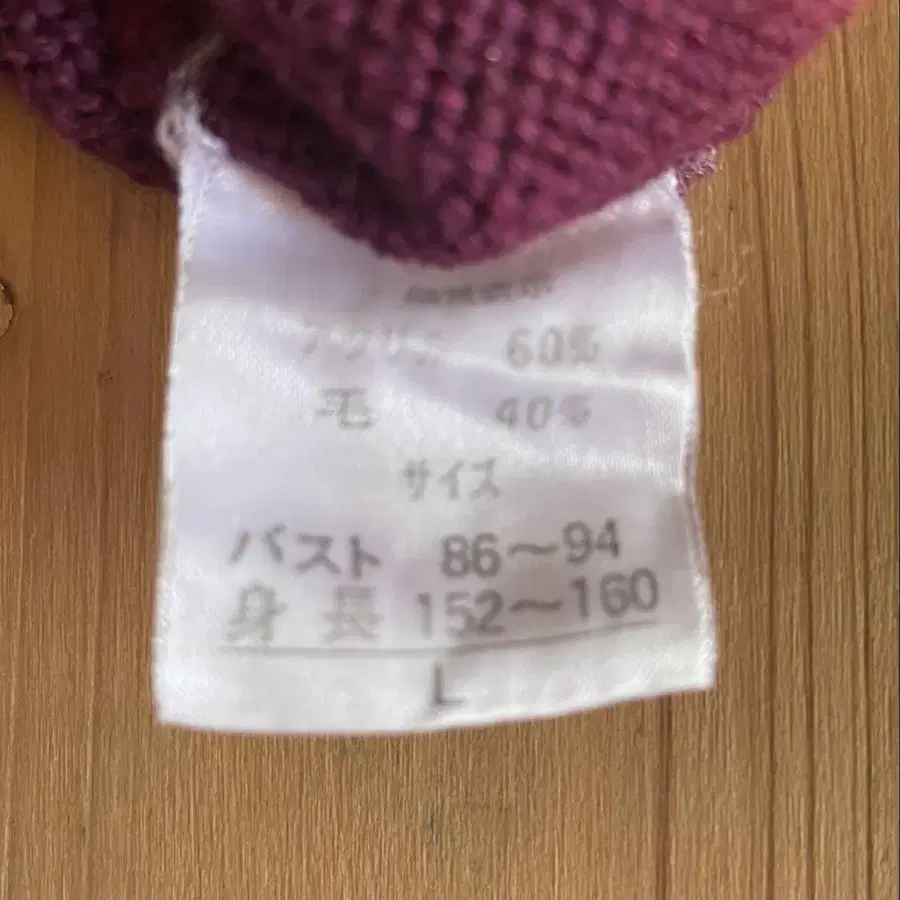 アクリル 60%
毛 40%
サイズ
バスト 86〜94
身長 152〜160
L